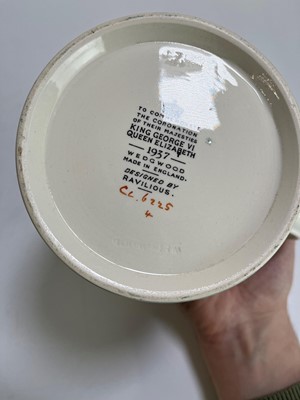 TO
THE CORONATION
OF THEIR MAJESTIES
KING GEORGE VI
QUEEN ELIZABETH
— 1937 —
WEDGWOOD
MADE IN ENGLAND.
DESIGNED BY
RAVILIOUS.
CL.6225
4